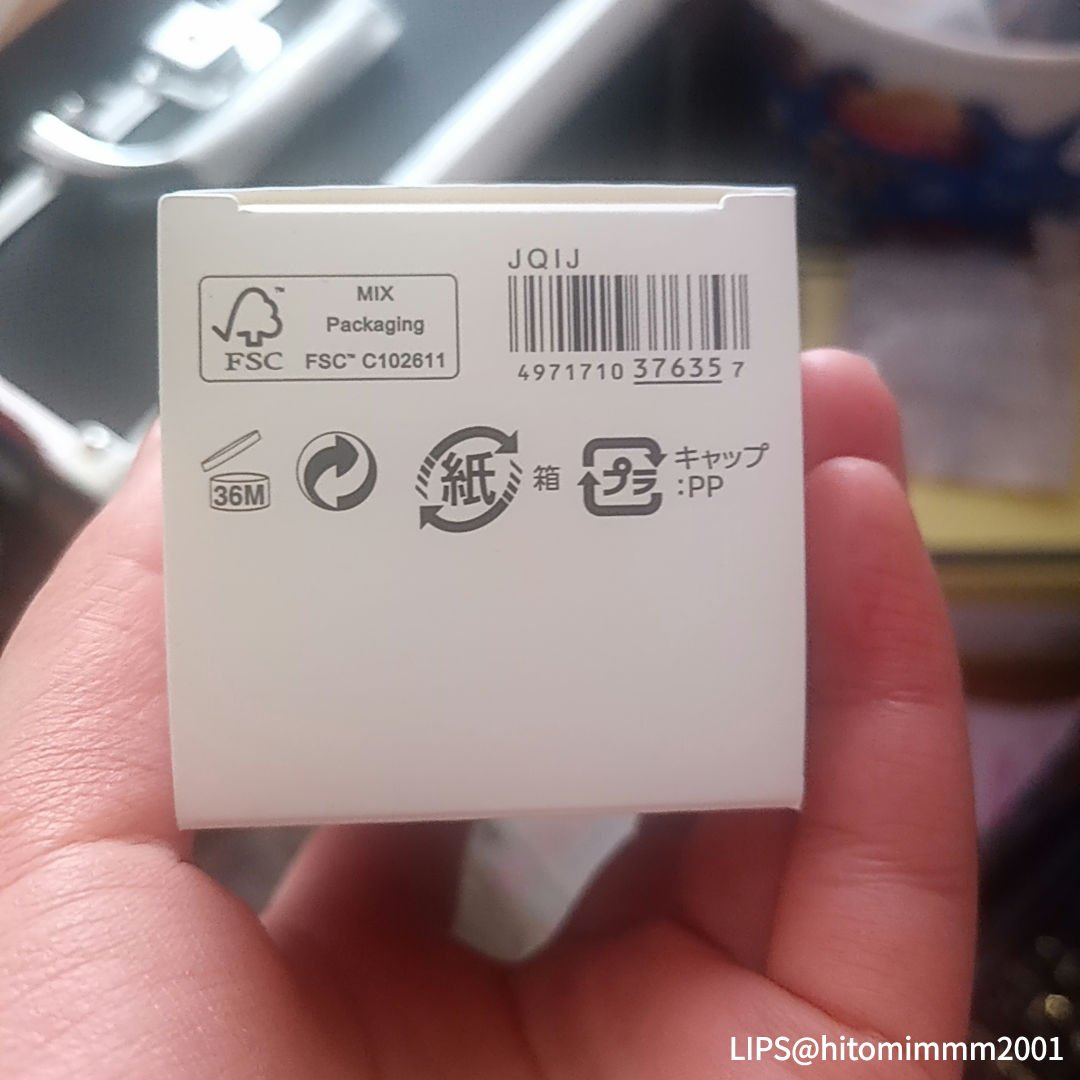 JQIJ
MIX
Packaging
FSC™ C102611
™
FSC
4971710 37635 7
36M
紙
箱
プラ
キャップ
:PP
LIPS@hitomimmm2001